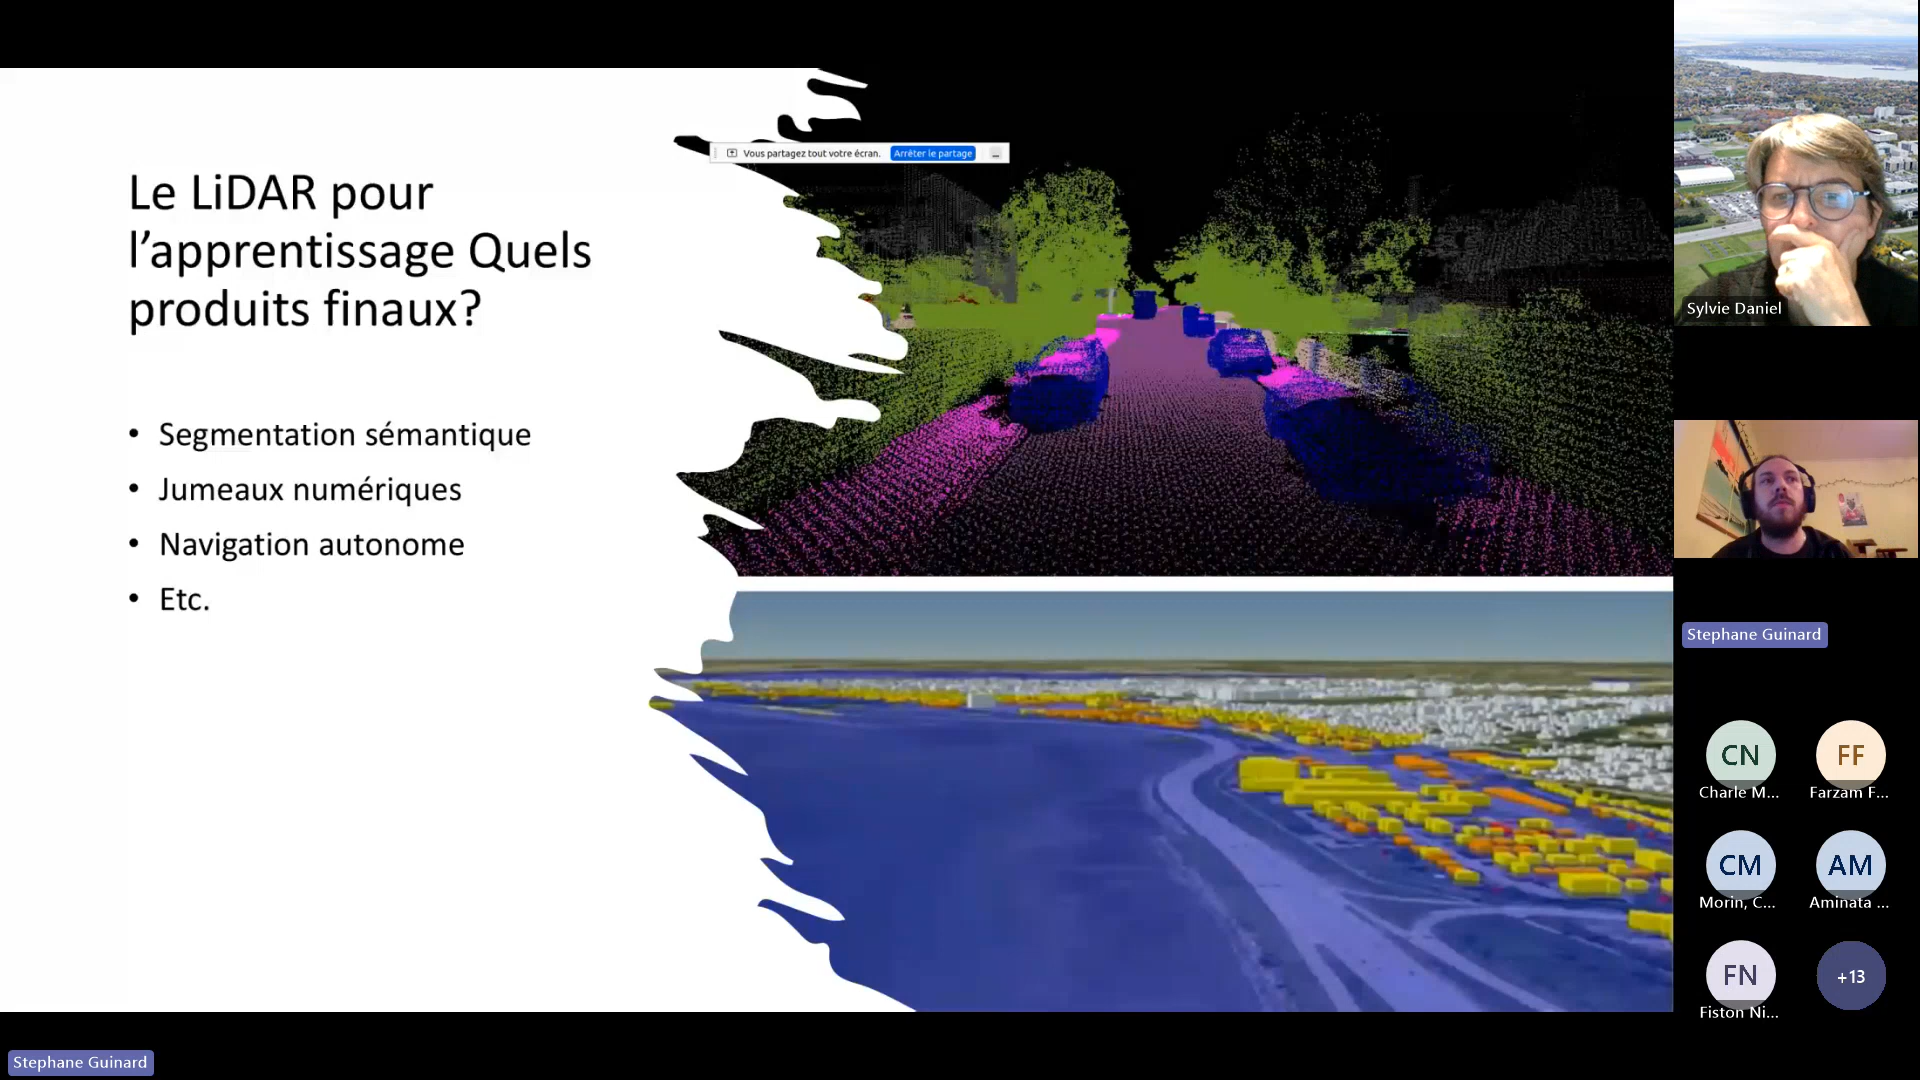 Vous partagez tout votre écran. Arrêter le partage
Le LiDAR pour
l’apprentissage Quels
produits finaux?
• Segmentation sémantique
• Jumeaux numériques
• Navigation autonome
• Etc.
Sylvie Daniel
Stephane Guinard
CN
Charle M...
FF
Farzam F...
CM
Morin, C...
AM
Aminata ...
FN
Fiston Ni...
+13
Stephane Guinard